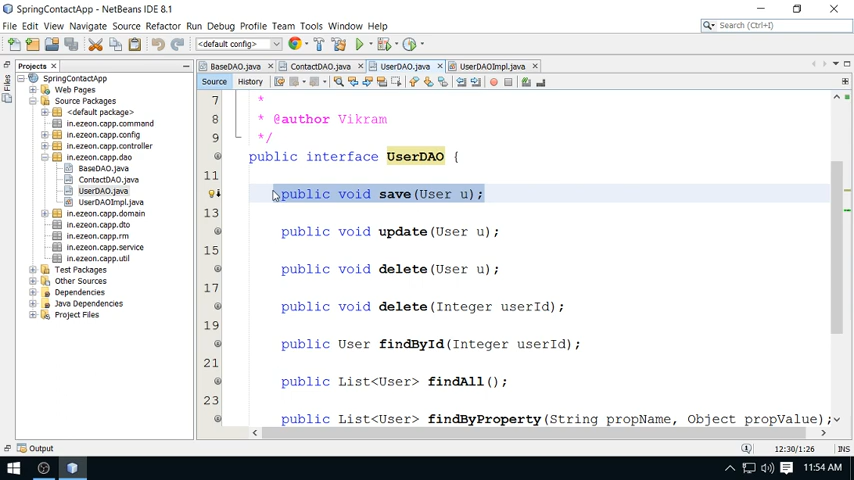 SpringContactApp - NetBeans IDE 8.1
File Edit View Navigate Source Refactor Run Debug Profile Team Tools Window Help
Search (Ctrl+I)
<default config>
Files
Projects
SpringContactApp
Web Pages
Source Packages
<default package>
in.ezeon.capp.command
in.ezeon.capp.config
in.ezeon.capp.controller
in.ezeon.capp.dao
BaseDAO.java
ContactDAO.java
UserDAO.java
UserDAOImpl.java
in.ezeon.capp.domain
in.ezeon.capp.dto
in.ezeon.capp.rm
in.ezeon.capp.service
in.ezeon.capp.util
Test Packages
Other Sources
Dependencies
Java Dependencies
Project Files
BaseDAO.java ContactDAO.java UserDAO.java UserDAOImpl.java
Source History
7 *
8 * @author Vikram
9 */
public interface UserDAO {
11
public void save(User u);
13
public void update(User u);
15
public void delete(User u);
17
public void delete(Integer userId);
19
public User findById(Integer userId);
21
public List<User> findAll();
23
public List<User> findByProperty(String propName, Object propValue);
Output
12:30/1:26 INS
11:54 AM